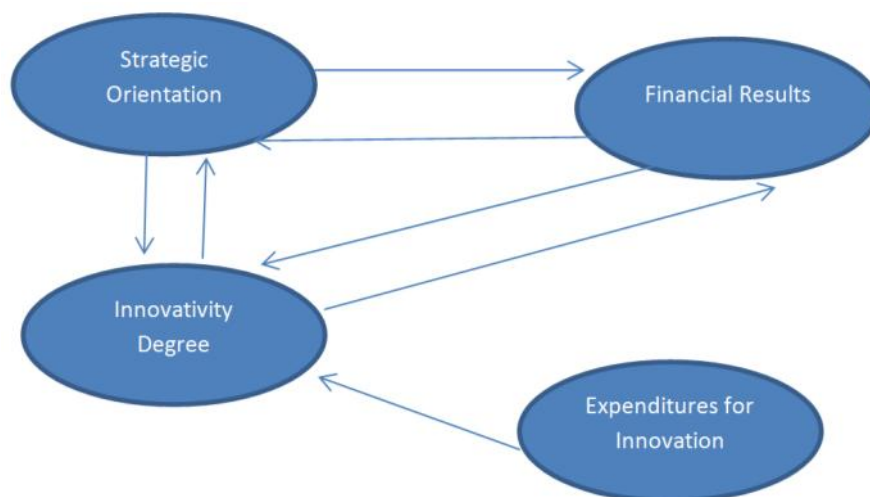 Strategic
Orientation
Financial Results
Innovativity
Degree
Expenditures for
Innovation